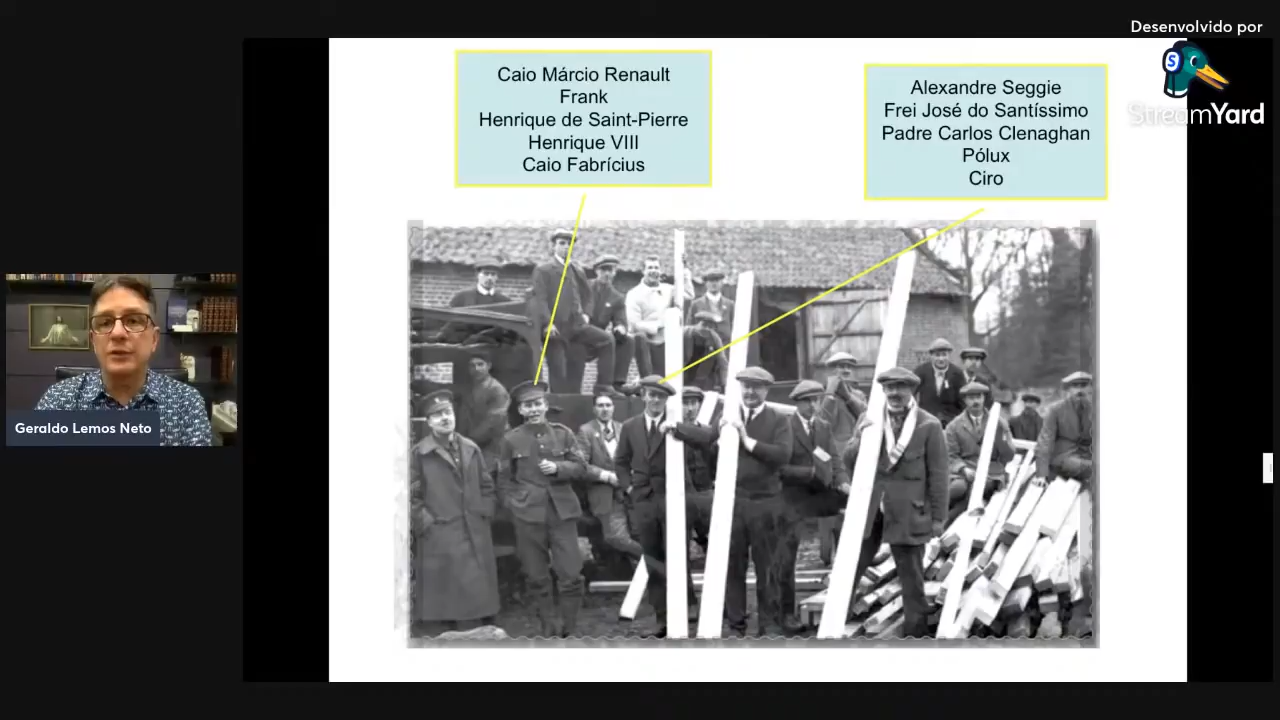 Desenvolvido por
StreamYard
Caio Márcio Renault
Frank
Henrique de Saint-Pierre
Henrique VIII
Caio Fabrícius
Alexandre Seggie
Frei José do Santíssimo
Padre Carlos Clenaghan
Pólux
Ciro
Geraldo Lemos Neto